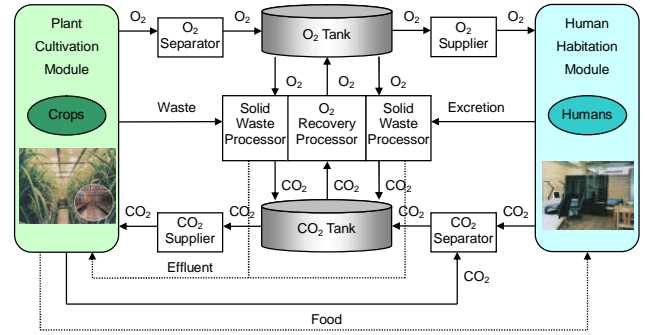 Plant
Cultivation
Module
Crops
O2
O2
Separator
O2
O2 Tank
O2
O2
Supplier
O2
Human
Habitation
Module
Humans
O2
O2
O2
Waste
Solid
Waste
Processor
O2
Recovery
Processor
Solid
Waste
Processor
Excretion
CO2
CO2
CO2
CO2
CO2
Supplier
CO2
CO2 Tank
CO2
CO2
Separator
CO2
Effluent
CO2
Food